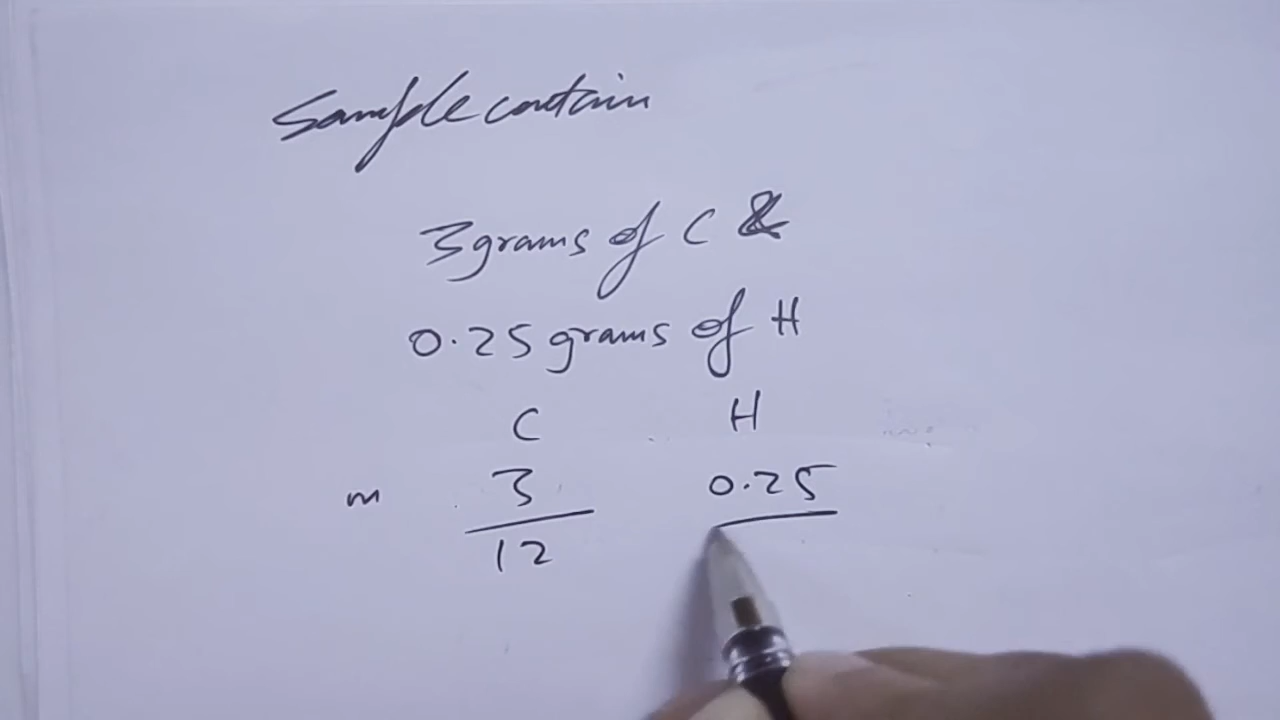 Sample contain
3 grams of C &
0.25 grams of H
C H
m 3 0.25
12